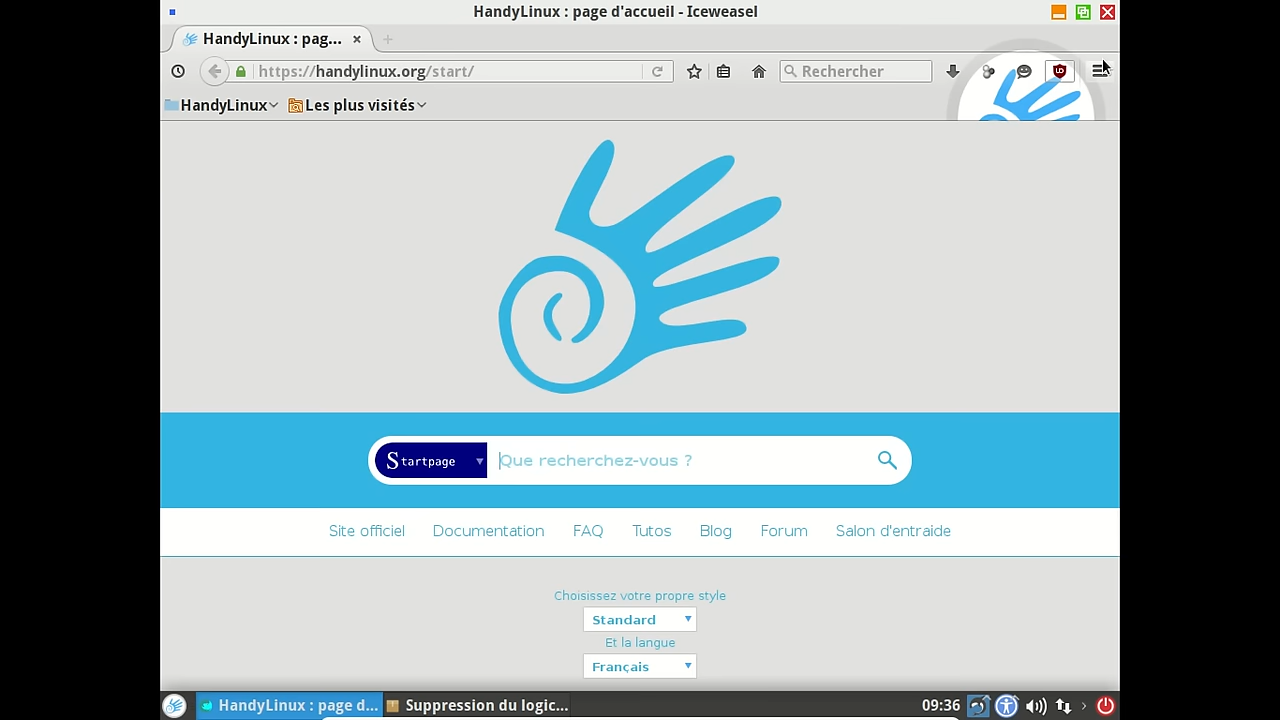 HandyLinux : page d'accueil - Iceweasel
HandyLinux : pag...
https://handylinux.org/start/
Rechercher
HandyLinux
Les plus visités
Startpage
Que recherchez-vous ?
Site officiel
Documentation
FAQ
Tutos
Blog
Forum
Salon d'entraide
Choisissez votre propre style
Standard
Et la langue
Français
HandyLinux : page d...
Suppression du logic...
09:36